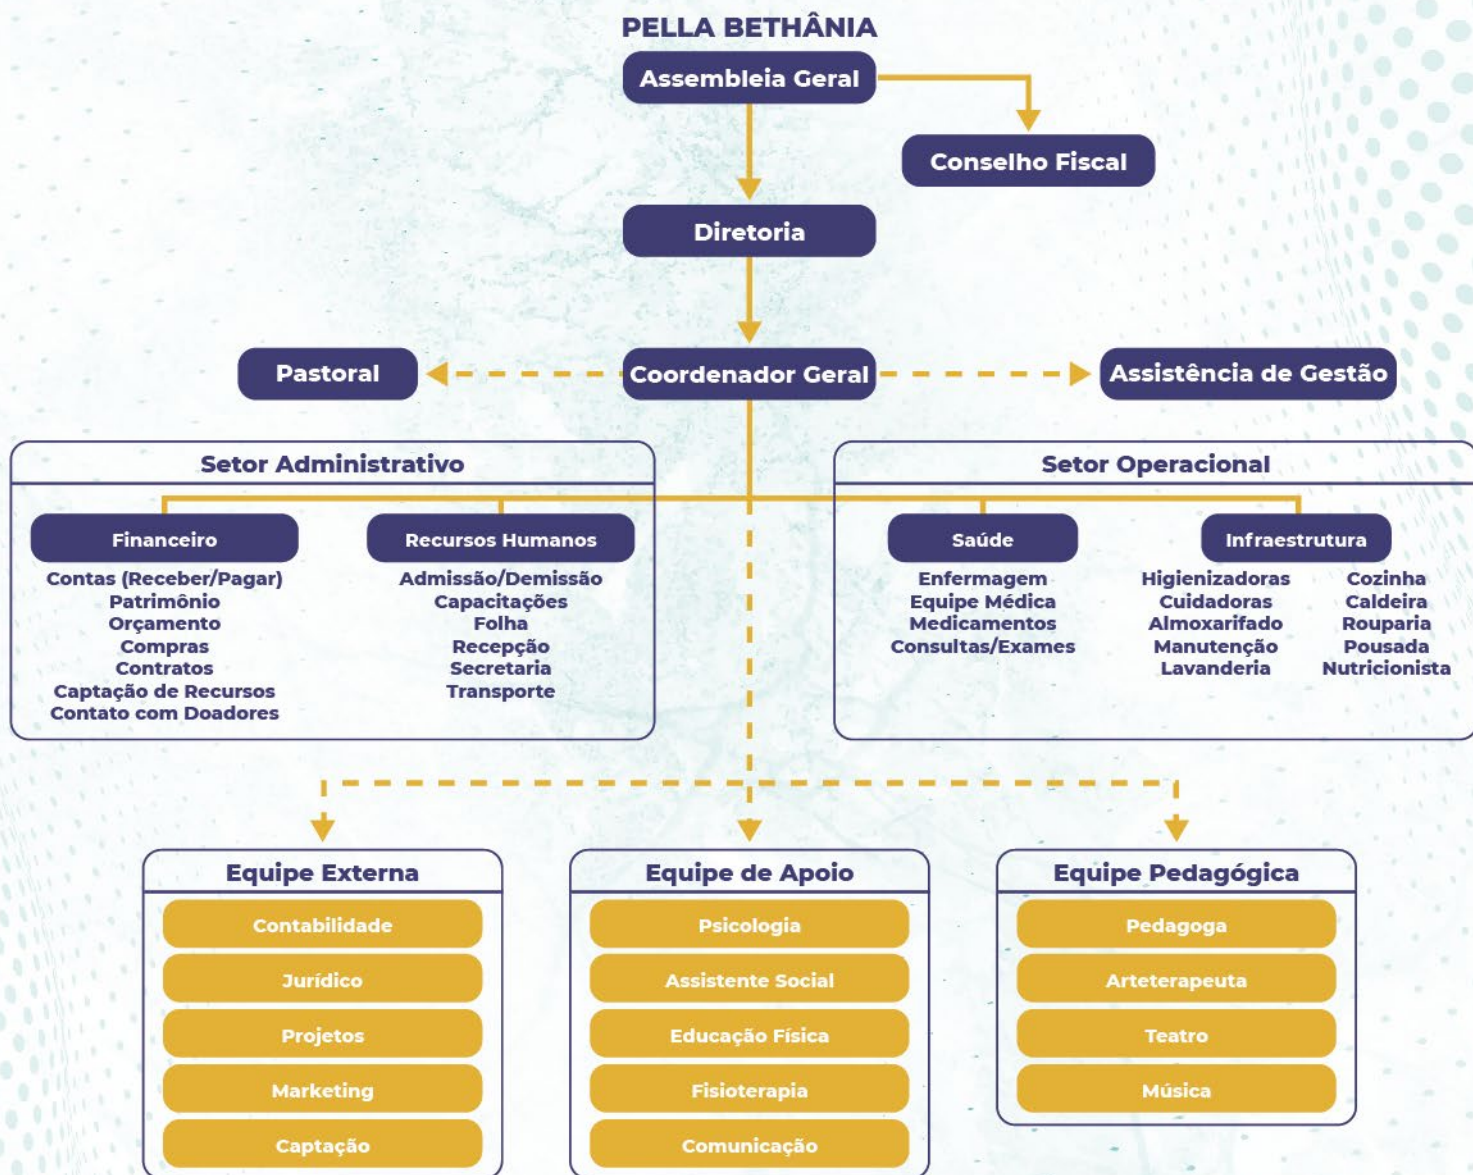 PELLA BETHÂNIA
Assembleia Geral
Conselho Fiscal
Diretoria
Pastoral
Coordenador Geral
Assistência de Gestão
Setor Administrativo
Financeiro
Contas (Receber/Pagar)
Patrimônio
Orçamento
Compras
Contratos
Captação de Recursos
Contato com Doadores
Recursos Humanos
Admissão/Demissão
Capacitações
Folha
Recepção
Secretaria
Transporte
Setor Operacional
Saúde
Enfermagem
Equipe Médica
Medicamentos
Consultas/Exames
Infraestrutura
Higienizadoras
Cuidadoras
Almoxarifado
Manutenção
Lavanderia
Cozinha
Caldeira
Rouparia
Pousada
Nutricionista
Equipe Externa
Contabilidade
Jurídico
Projetos
Marketing
Captação
Equipe de Apoio
Psicologia
Assistente Social
Educação Física
Fisioterapia
Comunicação
Equipe Pedagógica
Pedagoga
Arteterapeuta
Teatro
Música